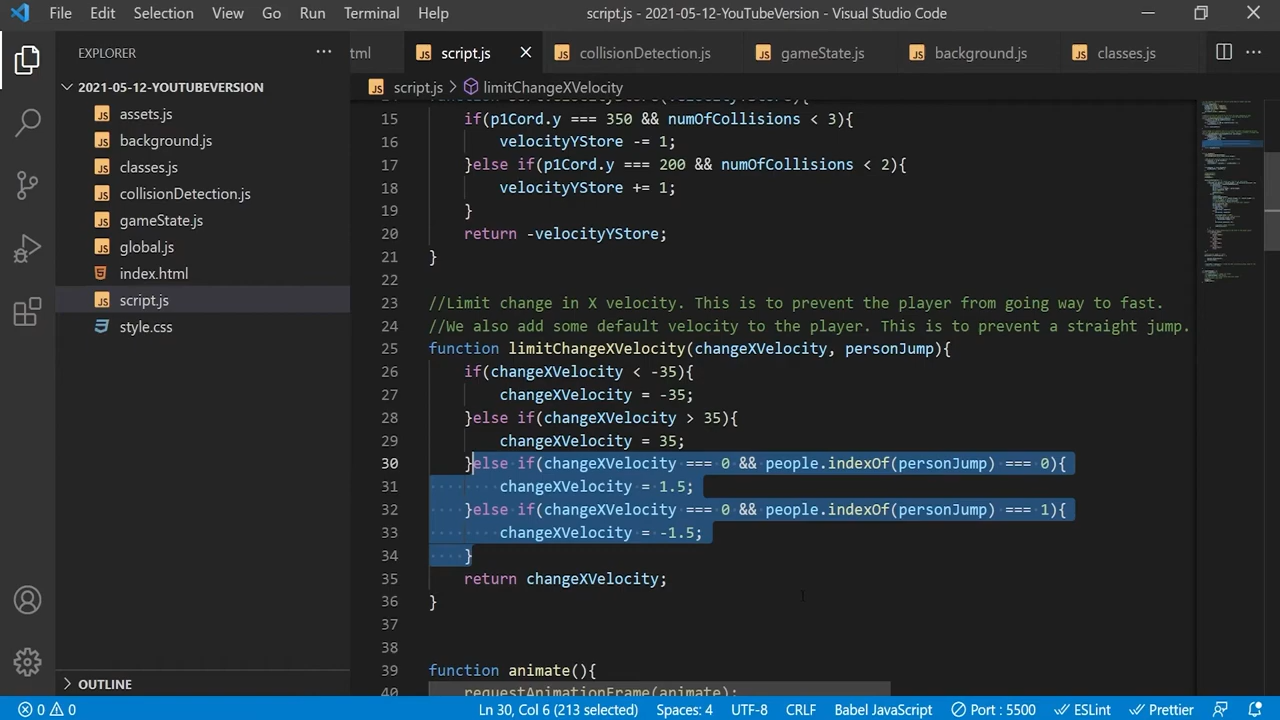 File Edit Selection View Go Run Terminal Help script.js - 2021-05-12-YouTubeVersion - Visual Studio Code
EXPLORER
2021-05-12-YOUTUBEVERSION
assets.js
background.js
classes.js
collisionDetection.js
gameState.js
global.js
index.html
script.js
style.css
OUTLINE
tml script.js collisionDetection.js gameState.js background.js classes.js
script.js > limitChangeXVelocity
15 if(p1Cord.y === 350 && numOfCollisions < 3){
16 velocityYStore -= 1;
17 }else if(p1Cord.y === 200 && numOfCollisions < 2){
18 velocityYStore += 1;
19 }
20 return -velocityYStore;
21 }
22
23 //Limit change in X velocity. This is to prevent the player from going way to fast.
24 //We also add some default velocity to the player. This is to prevent a straight jump.
25 function limitChangeXVelocity(changeXVelocity, personJump){
26 if(changeXVelocity < -35){
27 changeXVelocity = -35;
28 }else if(changeXVelocity > 35){
29 changeXVelocity = 35;
30 }else if(changeXVelocity === 0 && people.indexOf(personJump) === 0){
31 changeXVelocity = 1.5;
32 }else if(changeXVelocity === 0 && people.indexOf(personJump) === 1){
33 changeXVelocity = -1.5;
34 }
35 return changeXVelocity;
36 }
37
38
39 function animate(){
40 requestAnimationFrame(animate);
0 0 Ln 30, Col 6 (213 selected) Spaces: 4 UTF-8 CRLF Babel JavaScript Port : 5500 ESLint Prettier